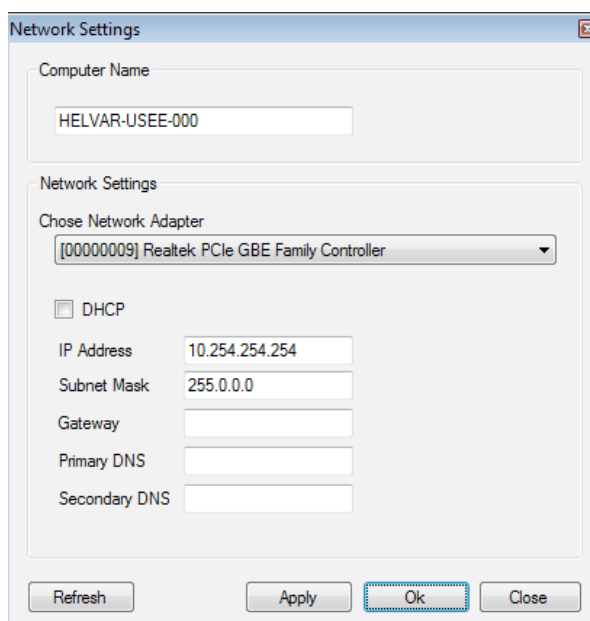 Network Settings
Computer Name
HELVAR-USEE-000
Network Settings
Chose Network Adapter
[00000009] Realtek PCIe GBE Family Controller
DHCP
IP Address 10.254.254.254
Subnet Mask 255.0.0.0
Gateway
Primary DNS
Secondary DNS
Refresh Apply Ok Close